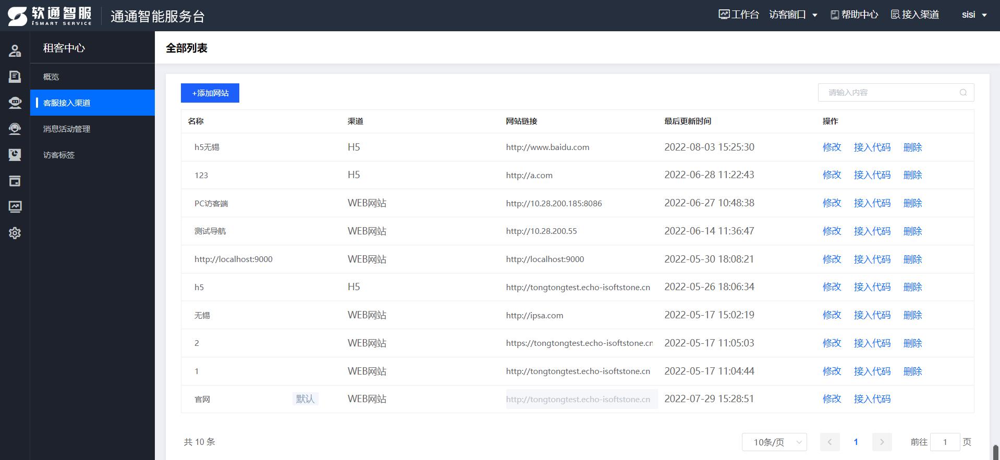 软通智服
iSMART SERVICE
通通智能服务台
工作台 访客窗口 帮助中心 接入渠道 sisi
租客中心
概览
客服接入渠道
消息活动管理
访客标签
全部列表
+添加网站 请输入内容
名称 渠道 网站链接 最后更新时间 操作
h5无锡 H5 http://www.baidu.com 2022-08-03 15:25:30 修改 接入代码 删除
123 H5 http://a.com 2022-06-28 11:22:43 修改 接入代码 删除
PC访客端 WEB网站 http://10.28.200.185:8086 2022-06-27 10:48:38 修改 接入代码 删除
测试导航 WEB网站 http://10.28.200.55 2022-06-14 11:36:47 修改 接入代码 删除
http://localhost:9000 WEB网站 http://localhost:9000 2022-05-30 18:08:21 修改 接入代码 删除
h5 H5 http://tongtongtest.echo-isoftstone.cn 2022-05-26 18:06:34 修改 接入代码 删除
无锡 WEB网站 http://ipsa.com 2022-05-17 15:02:19 修改 接入代码 删除
2 WEB网站 https://tongtongtest.echo-isoftstone.cn 2022-05-17 11:05:03 修改 接入代码 删除
1 WEB网站 http://tongtongtest.echo-isoftstone.cn 2022-05-17 11:04:44 修改 接入代码 删除
官网 默认 WEB网站 http://tongtongtest.echo-isoftstone.cn 2022-07-29 15:28:51 修改 接入代码
共 10 条 10条/页 1 前往 1 页